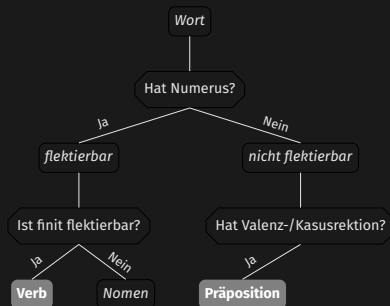 Wort
Hat Numerus?
Ja
Nein
flektierbar
nicht flektierbar
Ist finit flektierbar?
Hat Valenz-/Kasusrektion?
Ja
Nein
Ja
Verb
Nomen
Präposition